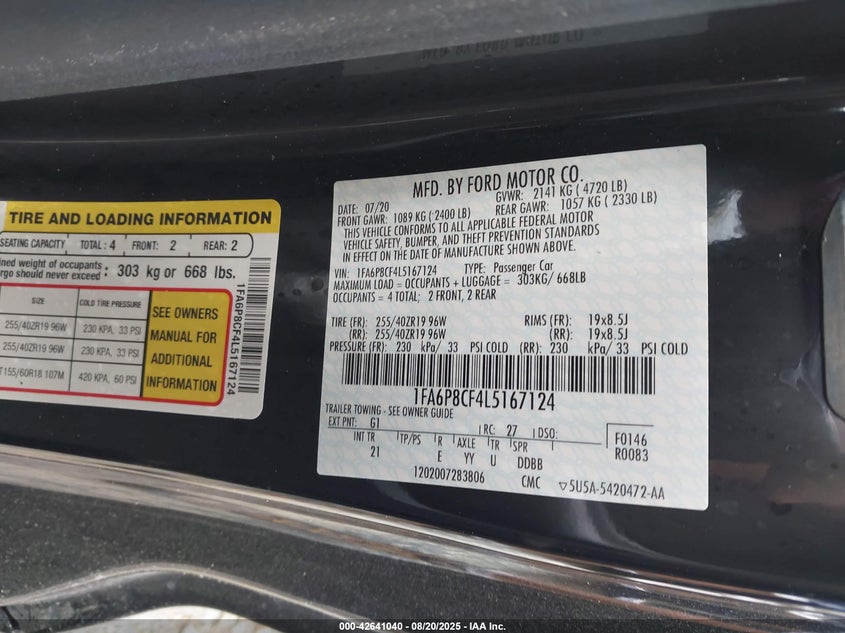 TIRE AND LOADING INFORMATION
SEATING CAPACITY TOTAL : 4 FRONT: 2 REAR: 2
ined weight of occupants
rgo should never exceed : 303 kg or 668 lbs.
SIZE COLD TIRE PRESSURE
255/40ZR19 96W 230 KPA, 33 PSI
255/40ZR19 96W 230 KPA, 33 PSI
T155/60R18 107M 420 KPA, 60 PSI
SEE OWNERS
MANUAL FOR
ADDITIONAL
INFORMATION
1FA6P8CF4L5167124
MFD. BY FORD MOTOR CO.
DATE: 07/20 GVWR: 2141 KG ( 4720 LB)
FRONT GAWR: 1089 KG ( 2400 LB) REAR GAWR: 1057 KG ( 2330 LB)
THIS VEHICLE CONFORMS TO ALL APPLICABLE FEDERAL MOTOR
VEHICLE SAFETY, BUMPER, AND THEFT PREVENTION STANDARDS
IN EFFECT ON THE DATE OF MANUFACTURE SHOWN ABOVE.
VIN: 1FA6P8CF4L5167124 TYPE: Passenger Car
MAXIMUM LOAD = OCCUPANTS + LUGGAGE = 303KG/ 668LB
OCCUPANTS = 4 TOTAL; 2 FRONT, 2 REAR
TIRE (FR): 255/40ZR19 96W RIMS (FR): 19x8.5J
(RR): 255/40ZR19 96W (RR): 19x8.5J
PRESSURE (FR): 230 kPa/ 33 PSI COLD (RR): 230 kPa/ 33 PSI COLD
1FA6P8CF4L5167124
TRAILER TOWING - SEE OWNER GUIDE
EXT PNT: G1 RC: 27 DSO: F0146
INT TR TP/PS R AXLE TR SPR R0083
21 E YY U DDBB
1202007283806 CMC ▽5U5A-5420472-AA
000-42641040 - 08/20/2025 - IAA Inc.